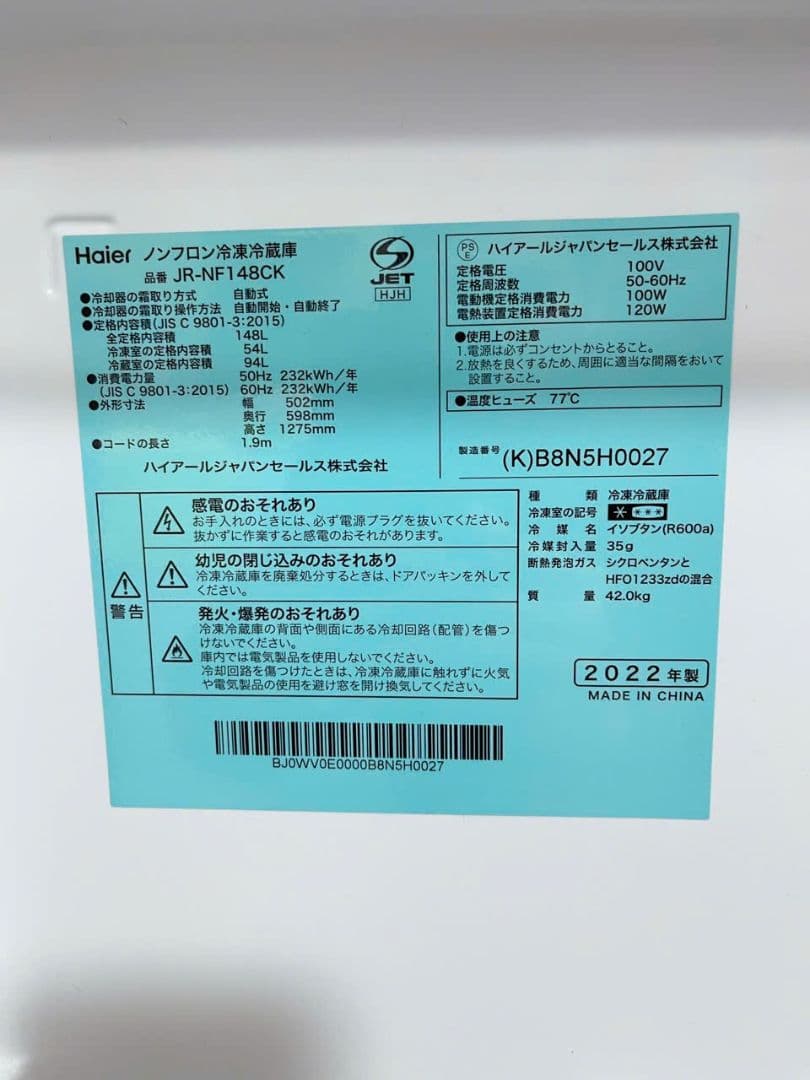 Haier ノンフロン冷凍冷蔵庫
品番 JR-NF148CK
●冷却器の霜取り方式 自動式
●冷却器の霜取り操作方法 自動開始・自動終了
●定格内容積(JIS C 9801-3:2015)
全定格内容積 148L
冷凍室の定格内容積 54L
冷蔵室の定格内容積 94L
●消費電力量 50Hz 232kWh/年
(JIS C 9801-3:2015) 60Hz 232kWh/年
●外形寸法 幅 502mm
奥行 598mm
高さ 1275mm
●コードの長さ 1.9m
ハイアールジャパンセールス株式会社
JET
HJH
PS
E
ハイアールジャパンセールス株式会社
定格電圧 100V
定格周波数 50-60Hz
電動機定格消費電力 100W
電熱装置定格消費電力 120W
●使用上の注意
1.電源は必ずコンセントからとること。
2.放熱を良くするため、周囲に適当な間隔をおいて
設置すること。
●温度ヒューズ 77℃
製造番号 (K)B8N5H0027
警告
感電のおそれあり
お手入れのときには、必ず電源プラグを抜いてください。
抜かずに作業すると感電のおそれがあります。
幼児の閉じ込みのおそれあり
冷凍冷蔵庫を廃棄処分するときは、ドアパッキンを外して
ください。
発火・爆発のおそれあり
冷凍冷蔵庫の背面や側面にある冷却回路(配管)を傷つ
けないでください。
庫内では電気製品を使用しないでください。
冷却回路を傷つけたときは、冷凍冷蔵庫に触れずに火気
や電気製品の使用を避け窓を開け換気してください。
種類 冷凍冷蔵庫
冷凍室の記号
冷媒名 イソブタン(R600a)
冷媒封入量 35g
断熱発泡ガス シクロペンタンと
HFO1233zdの混合
質量 42.0kg
2022年製
MADE IN CHINA
BJ0WV0E0000B8N5H0027